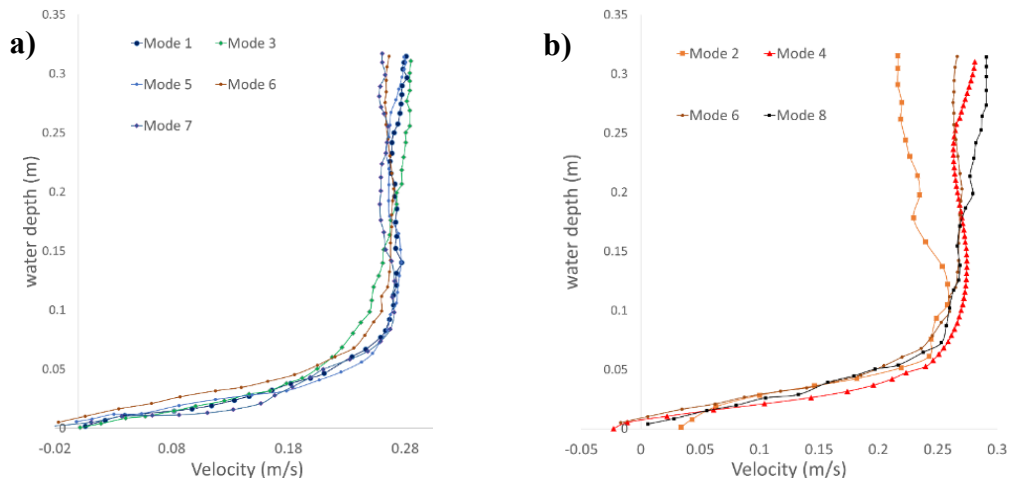 a)
0.35
0.3
0.25
0.2
0.15
0.1
0.05
0
water depth (m)
Mode 1 Mode 3
Mode 5 Mode 6
Mode 7
-0.02 0.08 0.18 0.28
Velocity (m/s)
b)
0.35
0.3
0.25
0.2
0.15
0.1
0.05
0
water depth (m)
Mode 2 Mode 4
Mode 6 Mode 8
-0.05 0 0.05 0.1 0.15 0.2 0.25 0.3
Velocity (m/s)